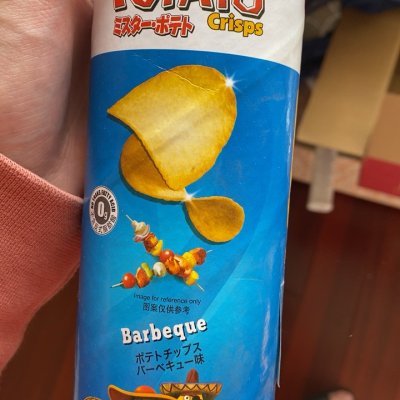 POTATO
Crisps
ミスター・ポテト
0g
Image for reference only
图案仅供参考
Barbeque
ポテトチップス
バーベキュー味